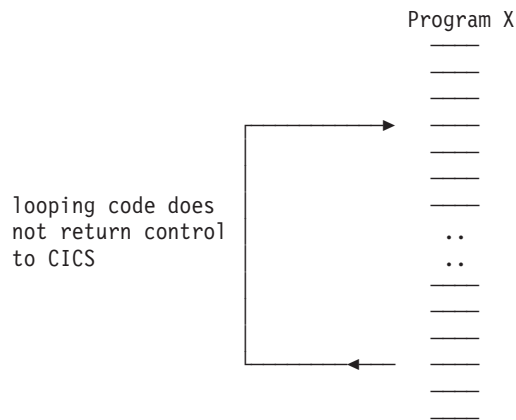 Program X
looping code does
not return control
to CICS
..
..